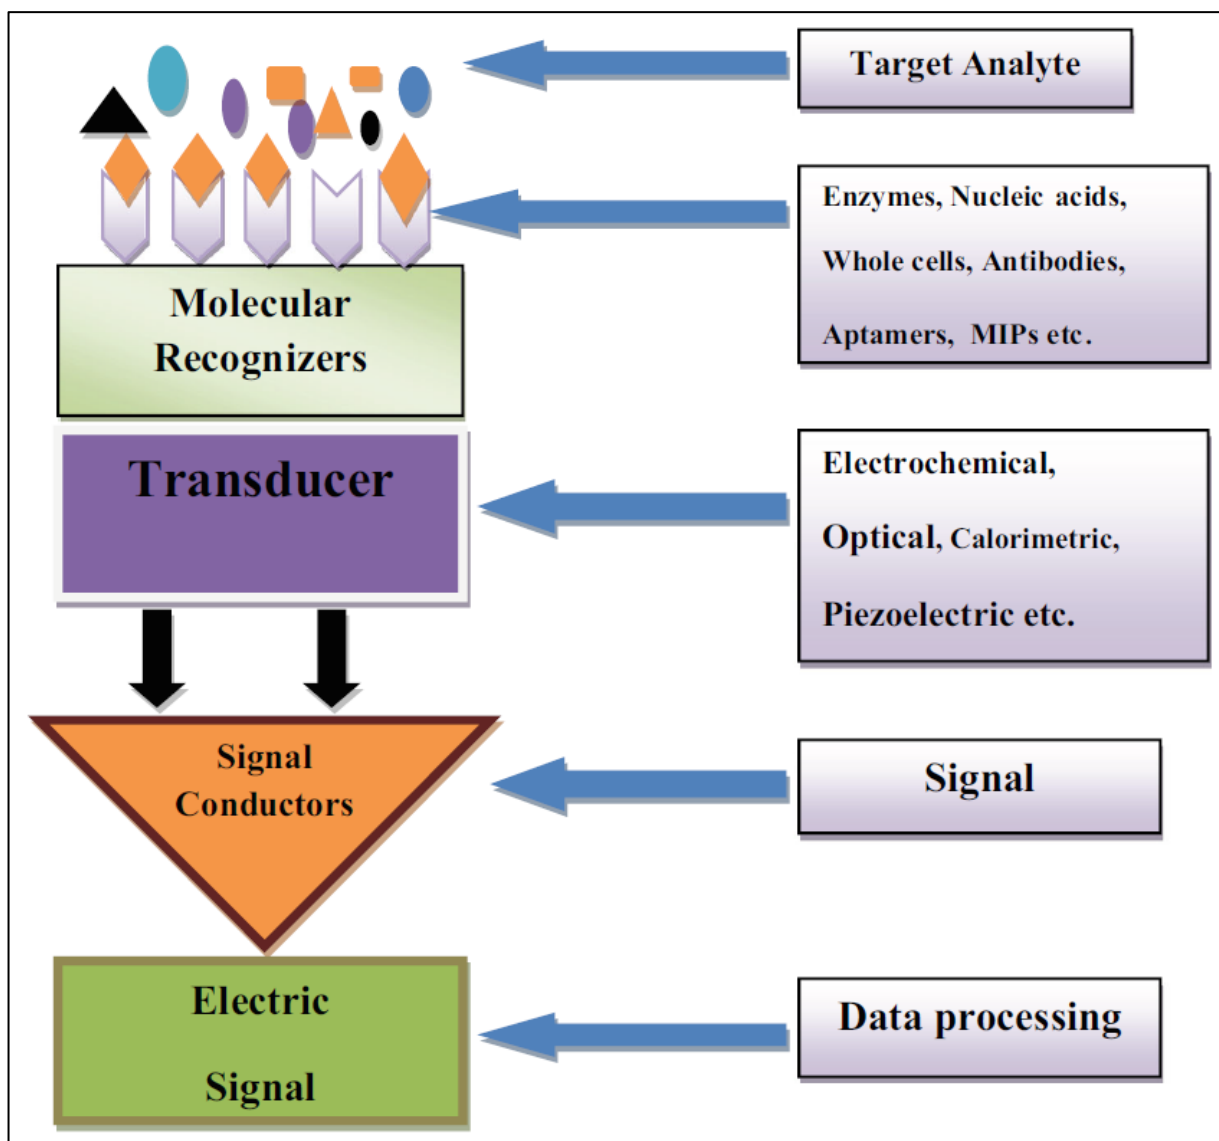 Target Analyte
Enzymes, Nucleic acids,
Whole cells, Antibodies,
Aptamers, MIPs etc.
Molecular
Recognizers
Transducer
Electrochemical,
Optical, Calorimetric,
Piezoelectric etc.
Signal
Conductors
Signal
Electric
Signal
Data processing